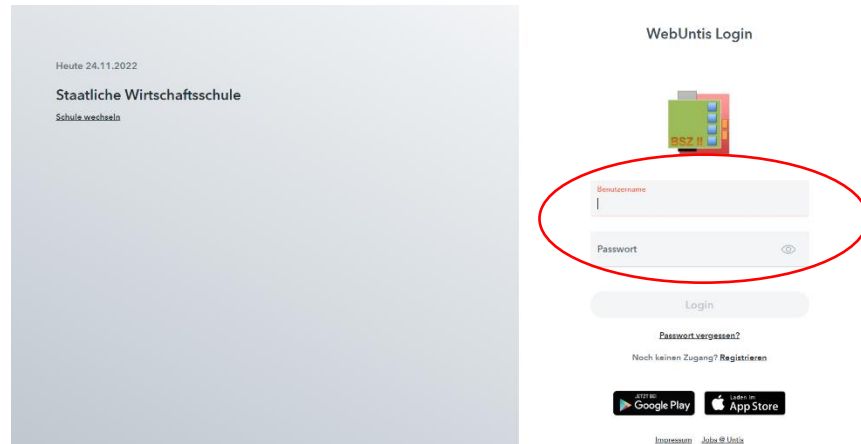 Heute 24.11.2022
Staatliche Wirtschaftsschule
Schule wechseln
WebUntis Login
BSZ II
Benutzername
Passwort
Login
Passwort vergessen?
Noch keinen Zugang? Registrieren
JETZT BEI
Google Play
Laden im
App Store
Impressum Jobs @ Untis